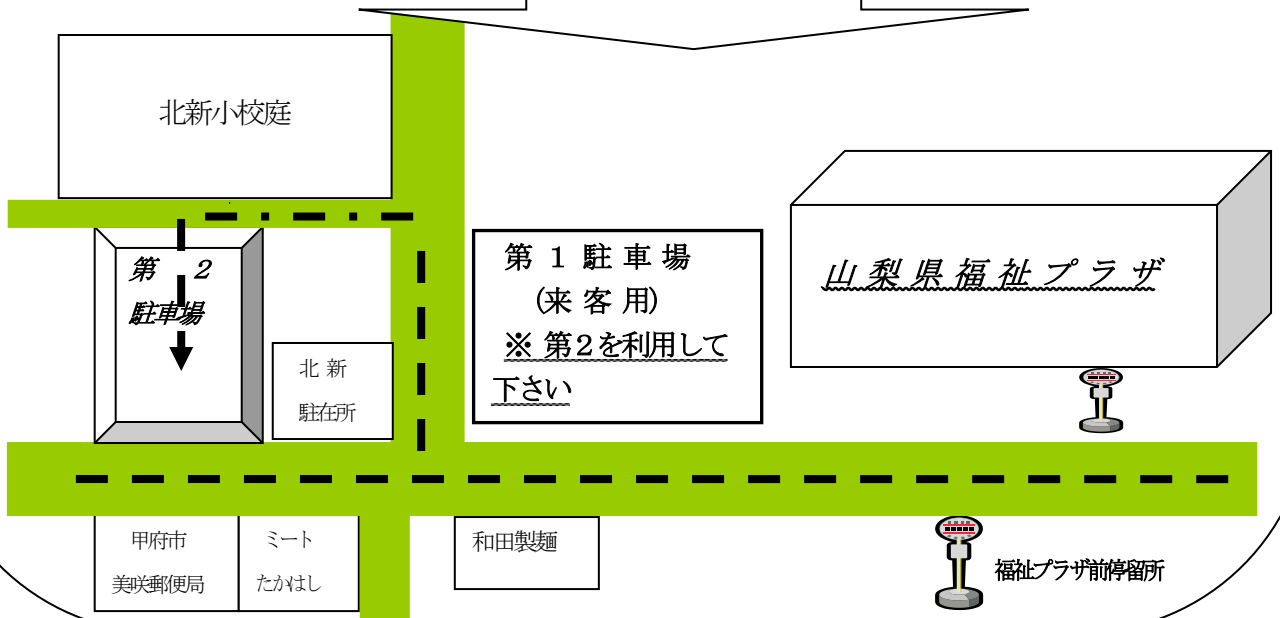 北新小校庭
第 2
駐車場
北 新
駐在所
第 1 駐 車 場
(来 客 用)
※ 第2を利用して
下さい
山 梨 県 福 祉 プ ラ ザ
甲府市
美咲郵便局
ミート
たかはし
和田製麺
福祉プラザ前停留所